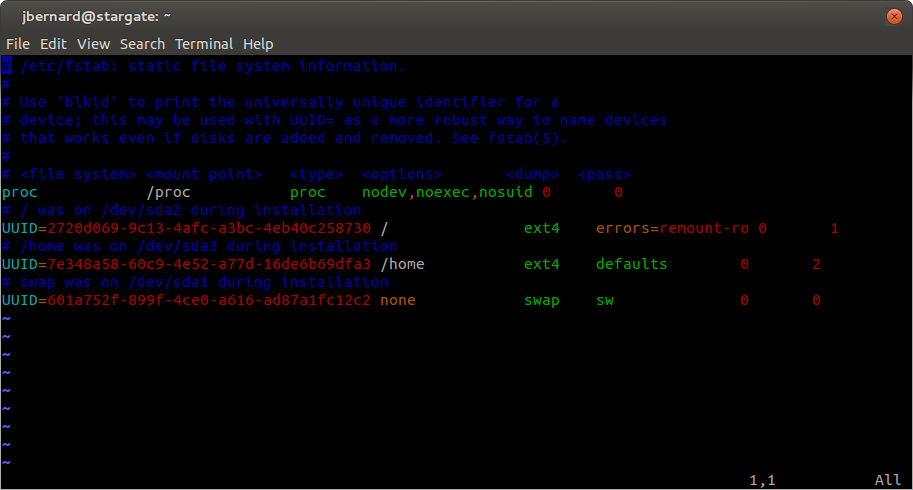 jbernard@stargate: ~
File Edit View Search Terminal Help
# /etc/fstab: static file system information.
#
# Use 'blkid' to print the universally unique identifier for a
# device; this may be used with UUID= as a more robust way to name devices
# that works even if disks are added and removed. See fstab(5).
#
# <file system> <mount point>   <type>  <options>       <dump>  <pass>
proc            /proc           proc    nodev,noexec,nosuid 0       0
# / was on /dev/sda2 during installation
UUID=2720d069-9c13-4afc-a3bc-4eb40c258730 /               ext4    errors=remount-ro 0       1
# /home was on /dev/sda3 during installation
UUID=7e348a58-60c9-4e52-a77d-16de6b69dfa3 /home           ext4    defaults        0       2
# swap was on /dev/sda1 during installation
UUID=601a752f-899f-4ce0-a616-ad87a1fc12c2 none            swap    sw              0       0
~
~
~
~
~
~
~
~
~
1,1           All